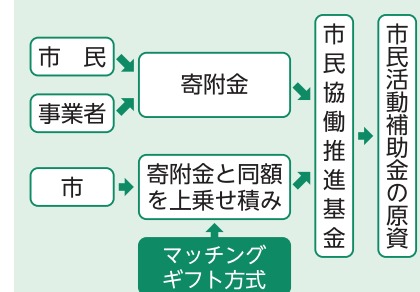 市　民
事業者
寄附金
市
寄附金と同額
を上乗せ積み
マッチング
ギフト方式
市民協働推進基金
市民活動補助金の原資